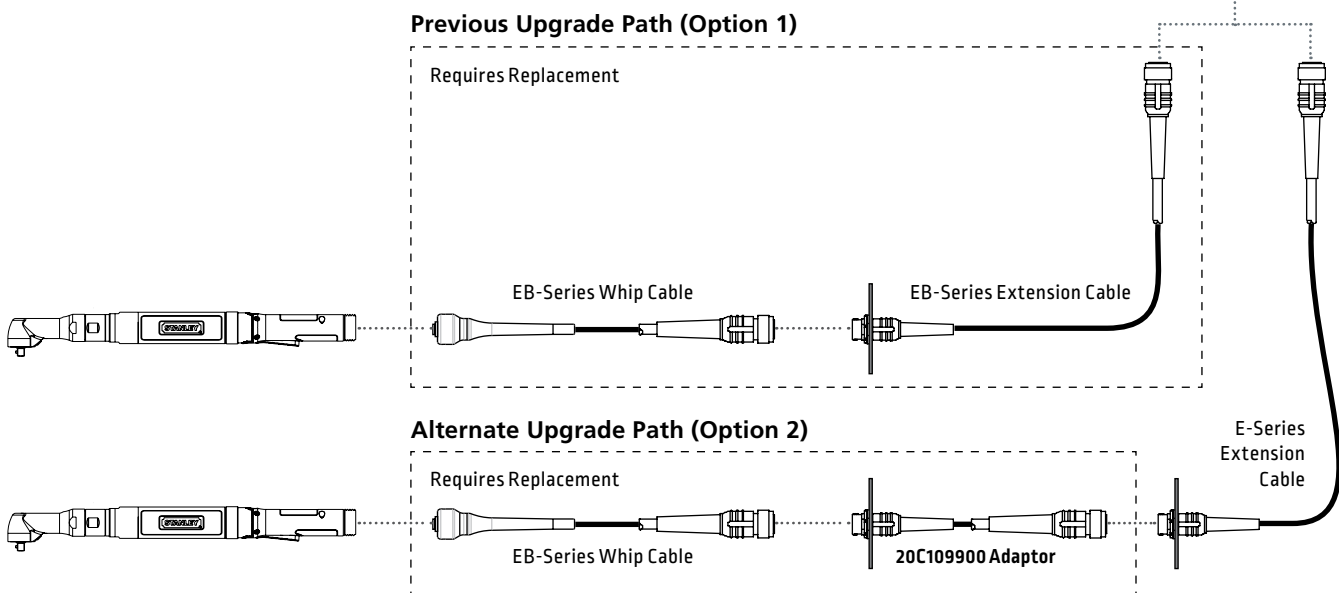 Previous Upgrade Path (Option 1)
Requires Replacement
EB-Series Whip Cable
EB-Series Extension Cable
STANLEY
Alternate Upgrade Path (Option 2)
Requires Replacement
E-Series
Extension
Cable
STANLEY
EB-Series Whip Cable
20C109900 Adaptor